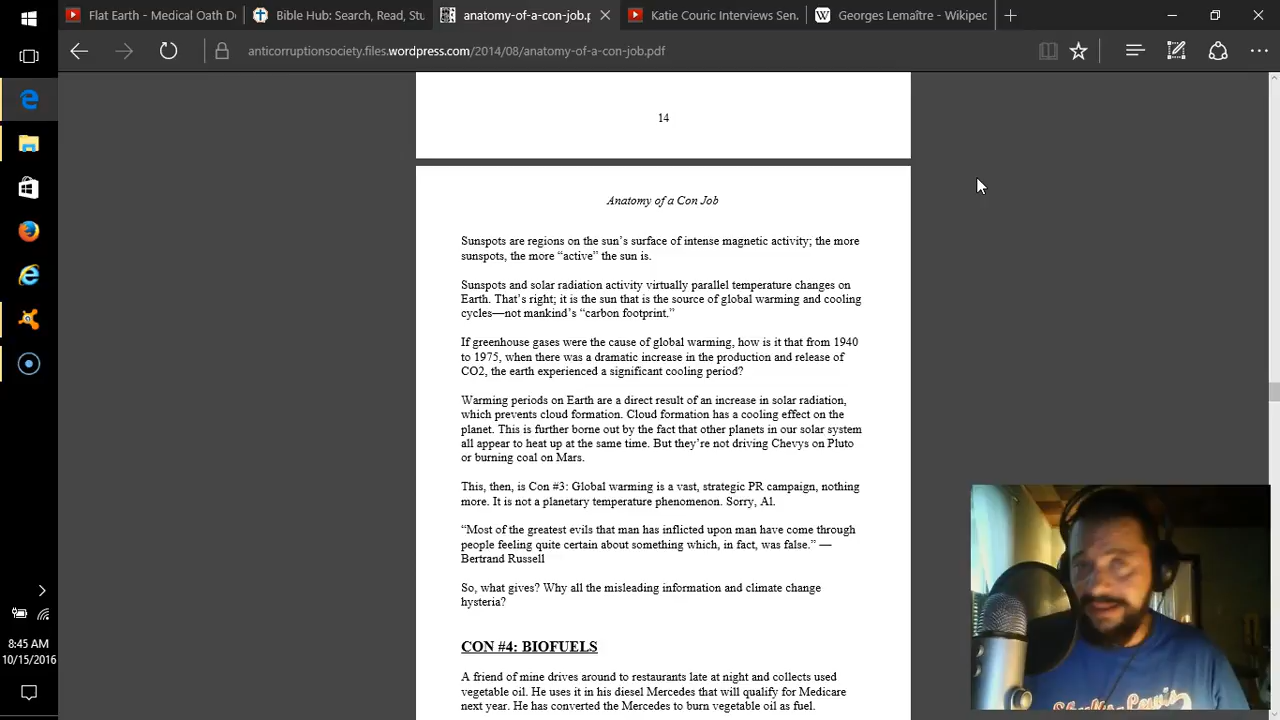 Flat Earth - Medical Oath D
Bible Hub: Search, Read, Stu
anatomy-of-a-con-job.p
Katie Couric Interviews Sen.
Georges Lemaître - Wikipec
anticorruptionsociety.files.wordpress.com/2014/08/anatomy-of-a-con-job.pdf
14
Anatomy of a Con Job
Sunspots are regions on the sun’s surface of intense magnetic activity; the more
sunspots, the more “active” the sun is.
Sunspots and solar radiation activity virtually parallel temperature changes on
Earth. That’s right; it is the sun that is the source of global warming and cooling
cycles—not mankind’s “carbon footprint.”
If greenhouse gases were the cause of global warming, how is it that from 1940
to 1975, when there was a dramatic increase in the production and release of
CO2, the earth experienced a significant cooling period?
Warming periods on Earth are a direct result of an increase in solar radiation,
which prevents cloud formation. Cloud formation has a cooling effect on the
planet. This is further borne out by the fact that other planets in our solar system
all appear to heat up at the same time. But they’re not driving Chevys on Pluto
or burning coal on Mars.
This, then, is Con #3: Global warming is a vast, strategic PR campaign, nothing
more. It is not a planetary temperature phenomenon. Sorry, Al.
“Most of the greatest evils that man has inflicted upon man have come through
people feeling quite certain about something which, in fact, was false.” —
Bertrand Russell
So, what gives? Why all the misleading information and climate change
hysteria?
CON #4: BIOFUELS
A friend of mine drives around to restaurants late at night and collects used
vegetable oil. He uses it in his diesel Mercedes that will qualify for Medicare
next year. He has converted the Mercedes to burn vegetable oil as fuel.
8:45 AM
10/15/2016